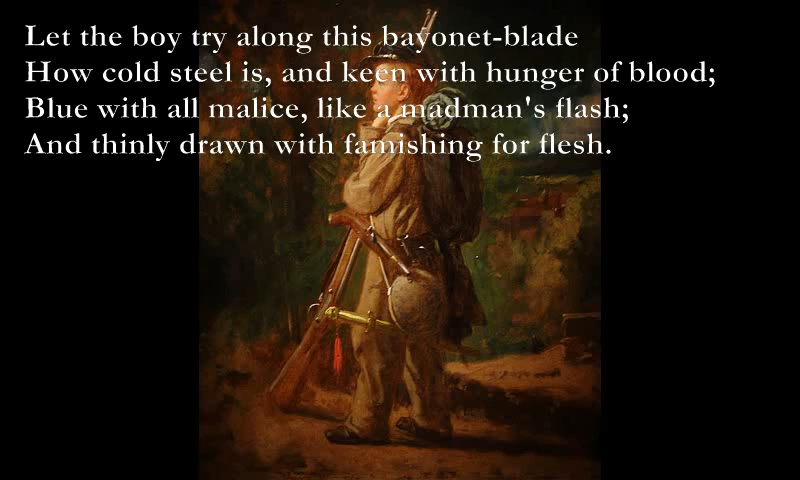 Let the boy try along this bayonet-blade
How cold steel is, and keen with hunger of blood;
Blue with all malice, like a madman's flash;
And thinly drawn with famishing for flesh.